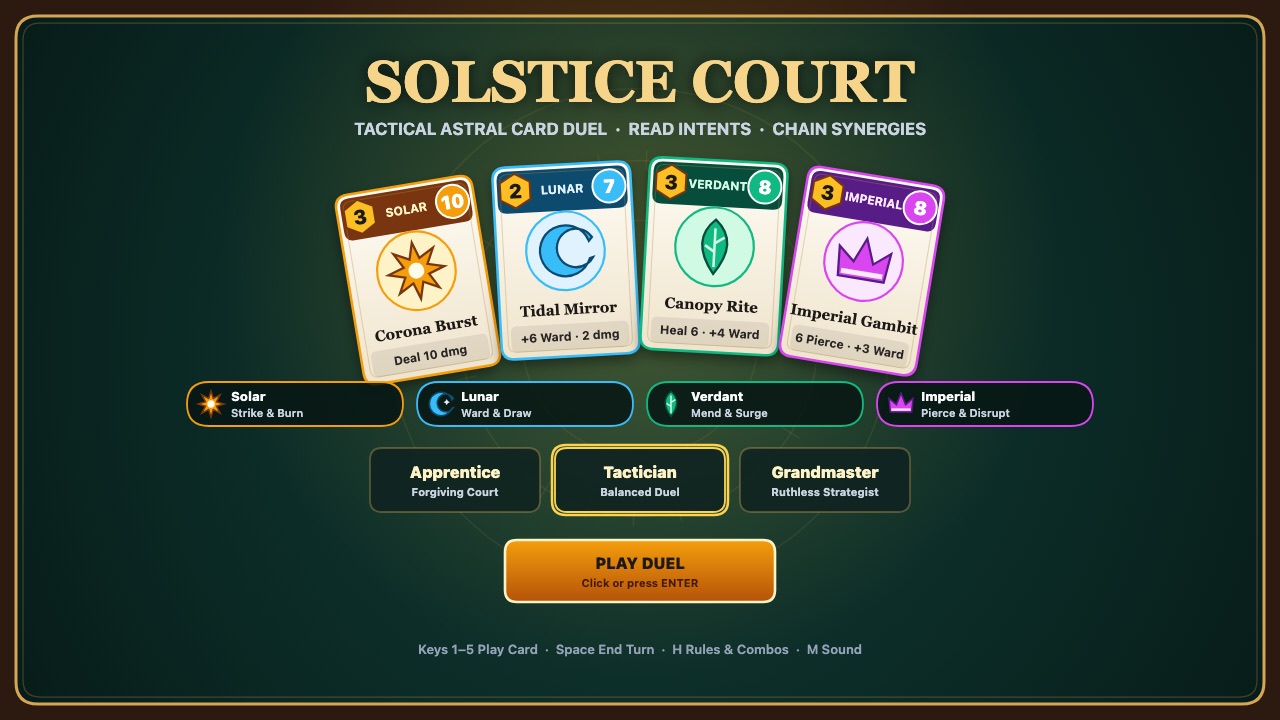 SOLSTICE COURT
TACTICAL ASTRAL CARD DUEL · READ INTENTS · CHAIN SYNERGIES
3 SOLAR 10
Corona Burst
Deal 10 dmg
2 LUNAR 7
Tidal Mirror
+6 Ward · 2 dmg
3 VERDANT 8
Canopy Rite
Heal 6 · +4 Ward
3 IMPERIAL 8
Imperial Gambit
6 Pierce · +3 Ward
Solar
Strike & Burn
Lunar
Ward & Draw
Verdant
Mend & Surge
Imperial
Pierce & Disrupt
Apprentice
Forgiving Court
Tactician
Balanced Duel
Grandmaster
Ruthless Strategist
PLAY DUEL
Click or press ENTER
Keys 1–5 Play Card · Space End Turn · H Rules & Combos · M Sound